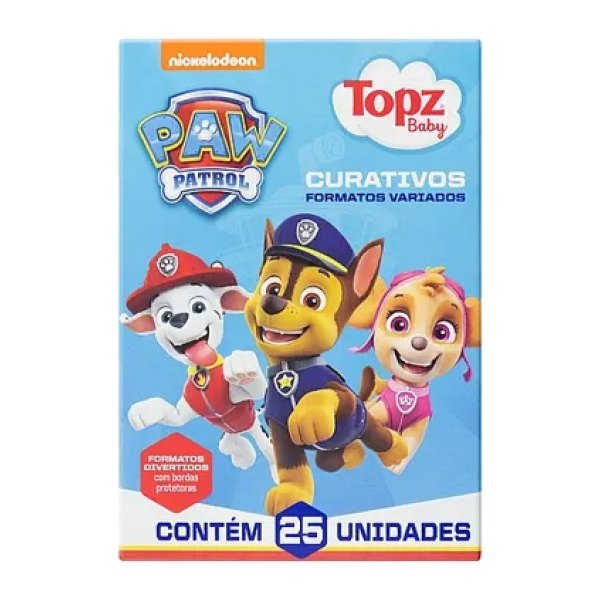 nickelodeon
PAW
PATROL
Topz
Baby
CURATIVOS
FORMATOS VARIADOS
FORMATOS
DIVERTIDOS
com bordas
protetoras
CONTÉM 25 UNIDADES